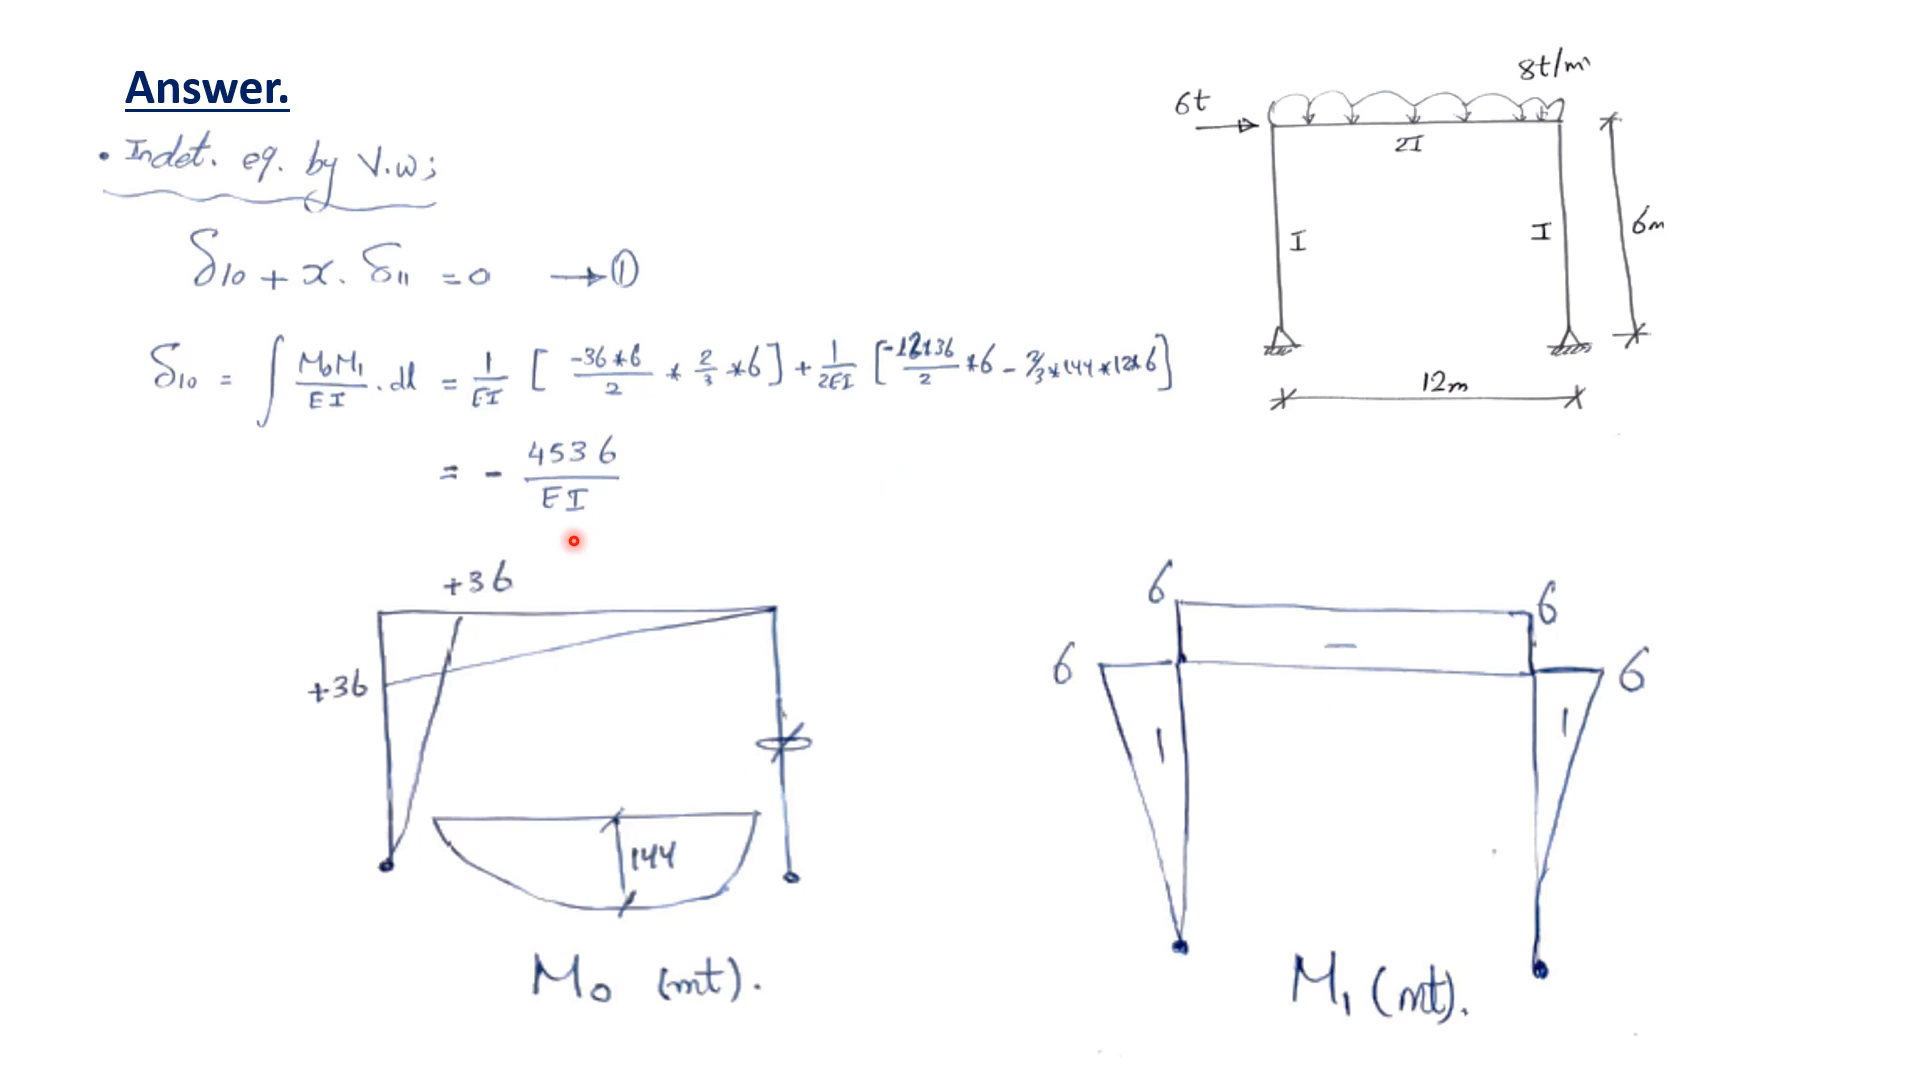 Answer.
• Indet. eq. by V.w;
δ10 + x . δ11 = 0 → ①
δ10 = ∫ M0M1/EI . dl = 1/EI [ -36*6/2 * 2/3 *6 ] + 1/2EI [ -12*36/2 *6 - 2/3*144*12*6 ]
= - 4536/EI
6t
8t/m'
2I
I
I
6m
12m
+36
+36
144
M0 (mt).
6
6
6
6
M1 (mt).